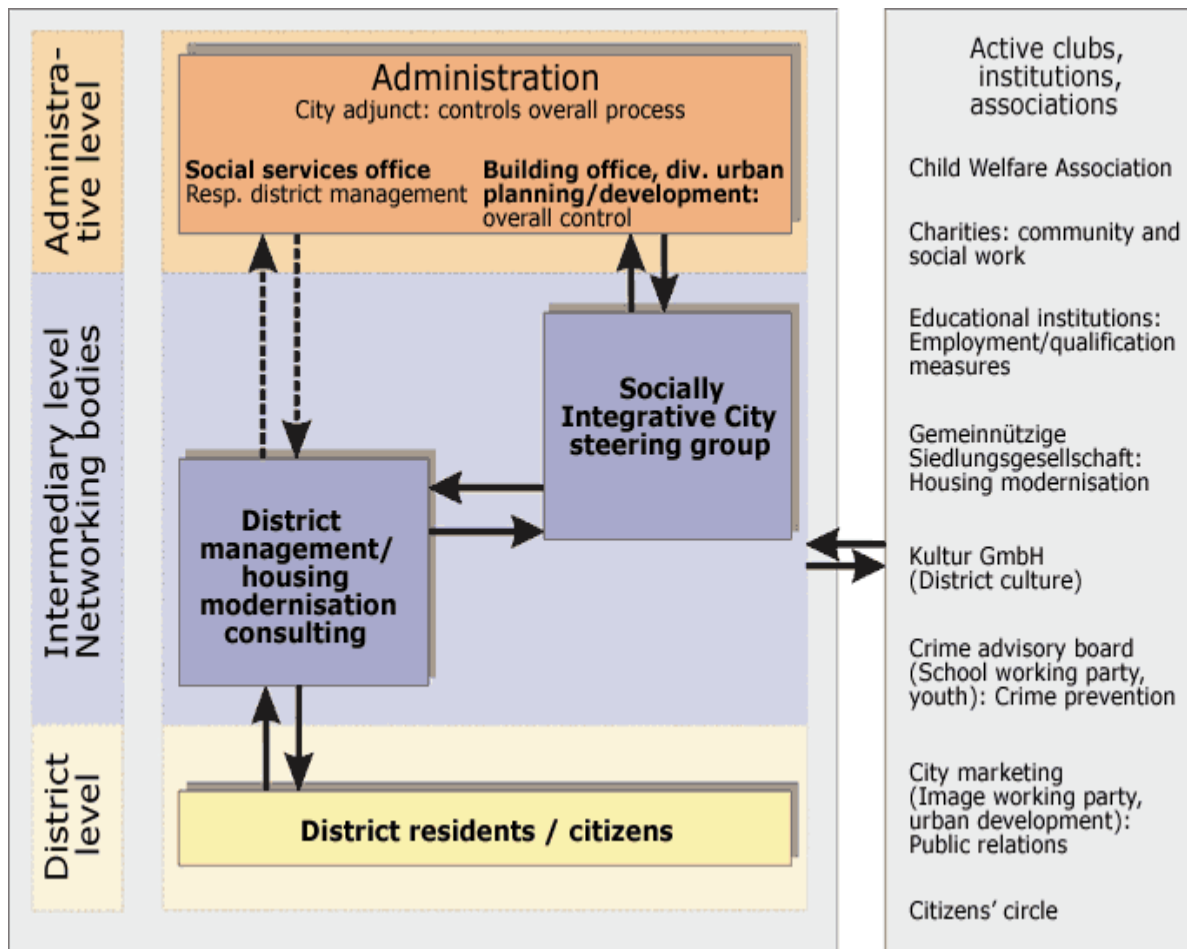 Administra-
tive level
Administration
City adjunct: controls overall process
Social services office
Resp. district management
Building office, div. urban
planning/development:
overall control
Intermediary level
Networking bodies
Socially
Integrative City
steering group
District
management/
housing
modernisation
consulting
District
level
District residents / citizens
Active clubs,
institutions,
associations
Child Welfare Association
Charities: community and
social work
Educational institutions:
Employment/qualification
measures
Gemeinnützige
Siedlungsgesellschaft:
Housing modernisation
Kultur GmbH
(District culture)
Crime advisory board
(School working party,
youth): Crime prevention
City marketing
(Image working party,
urban development):
Public relations
Citizens’ circle